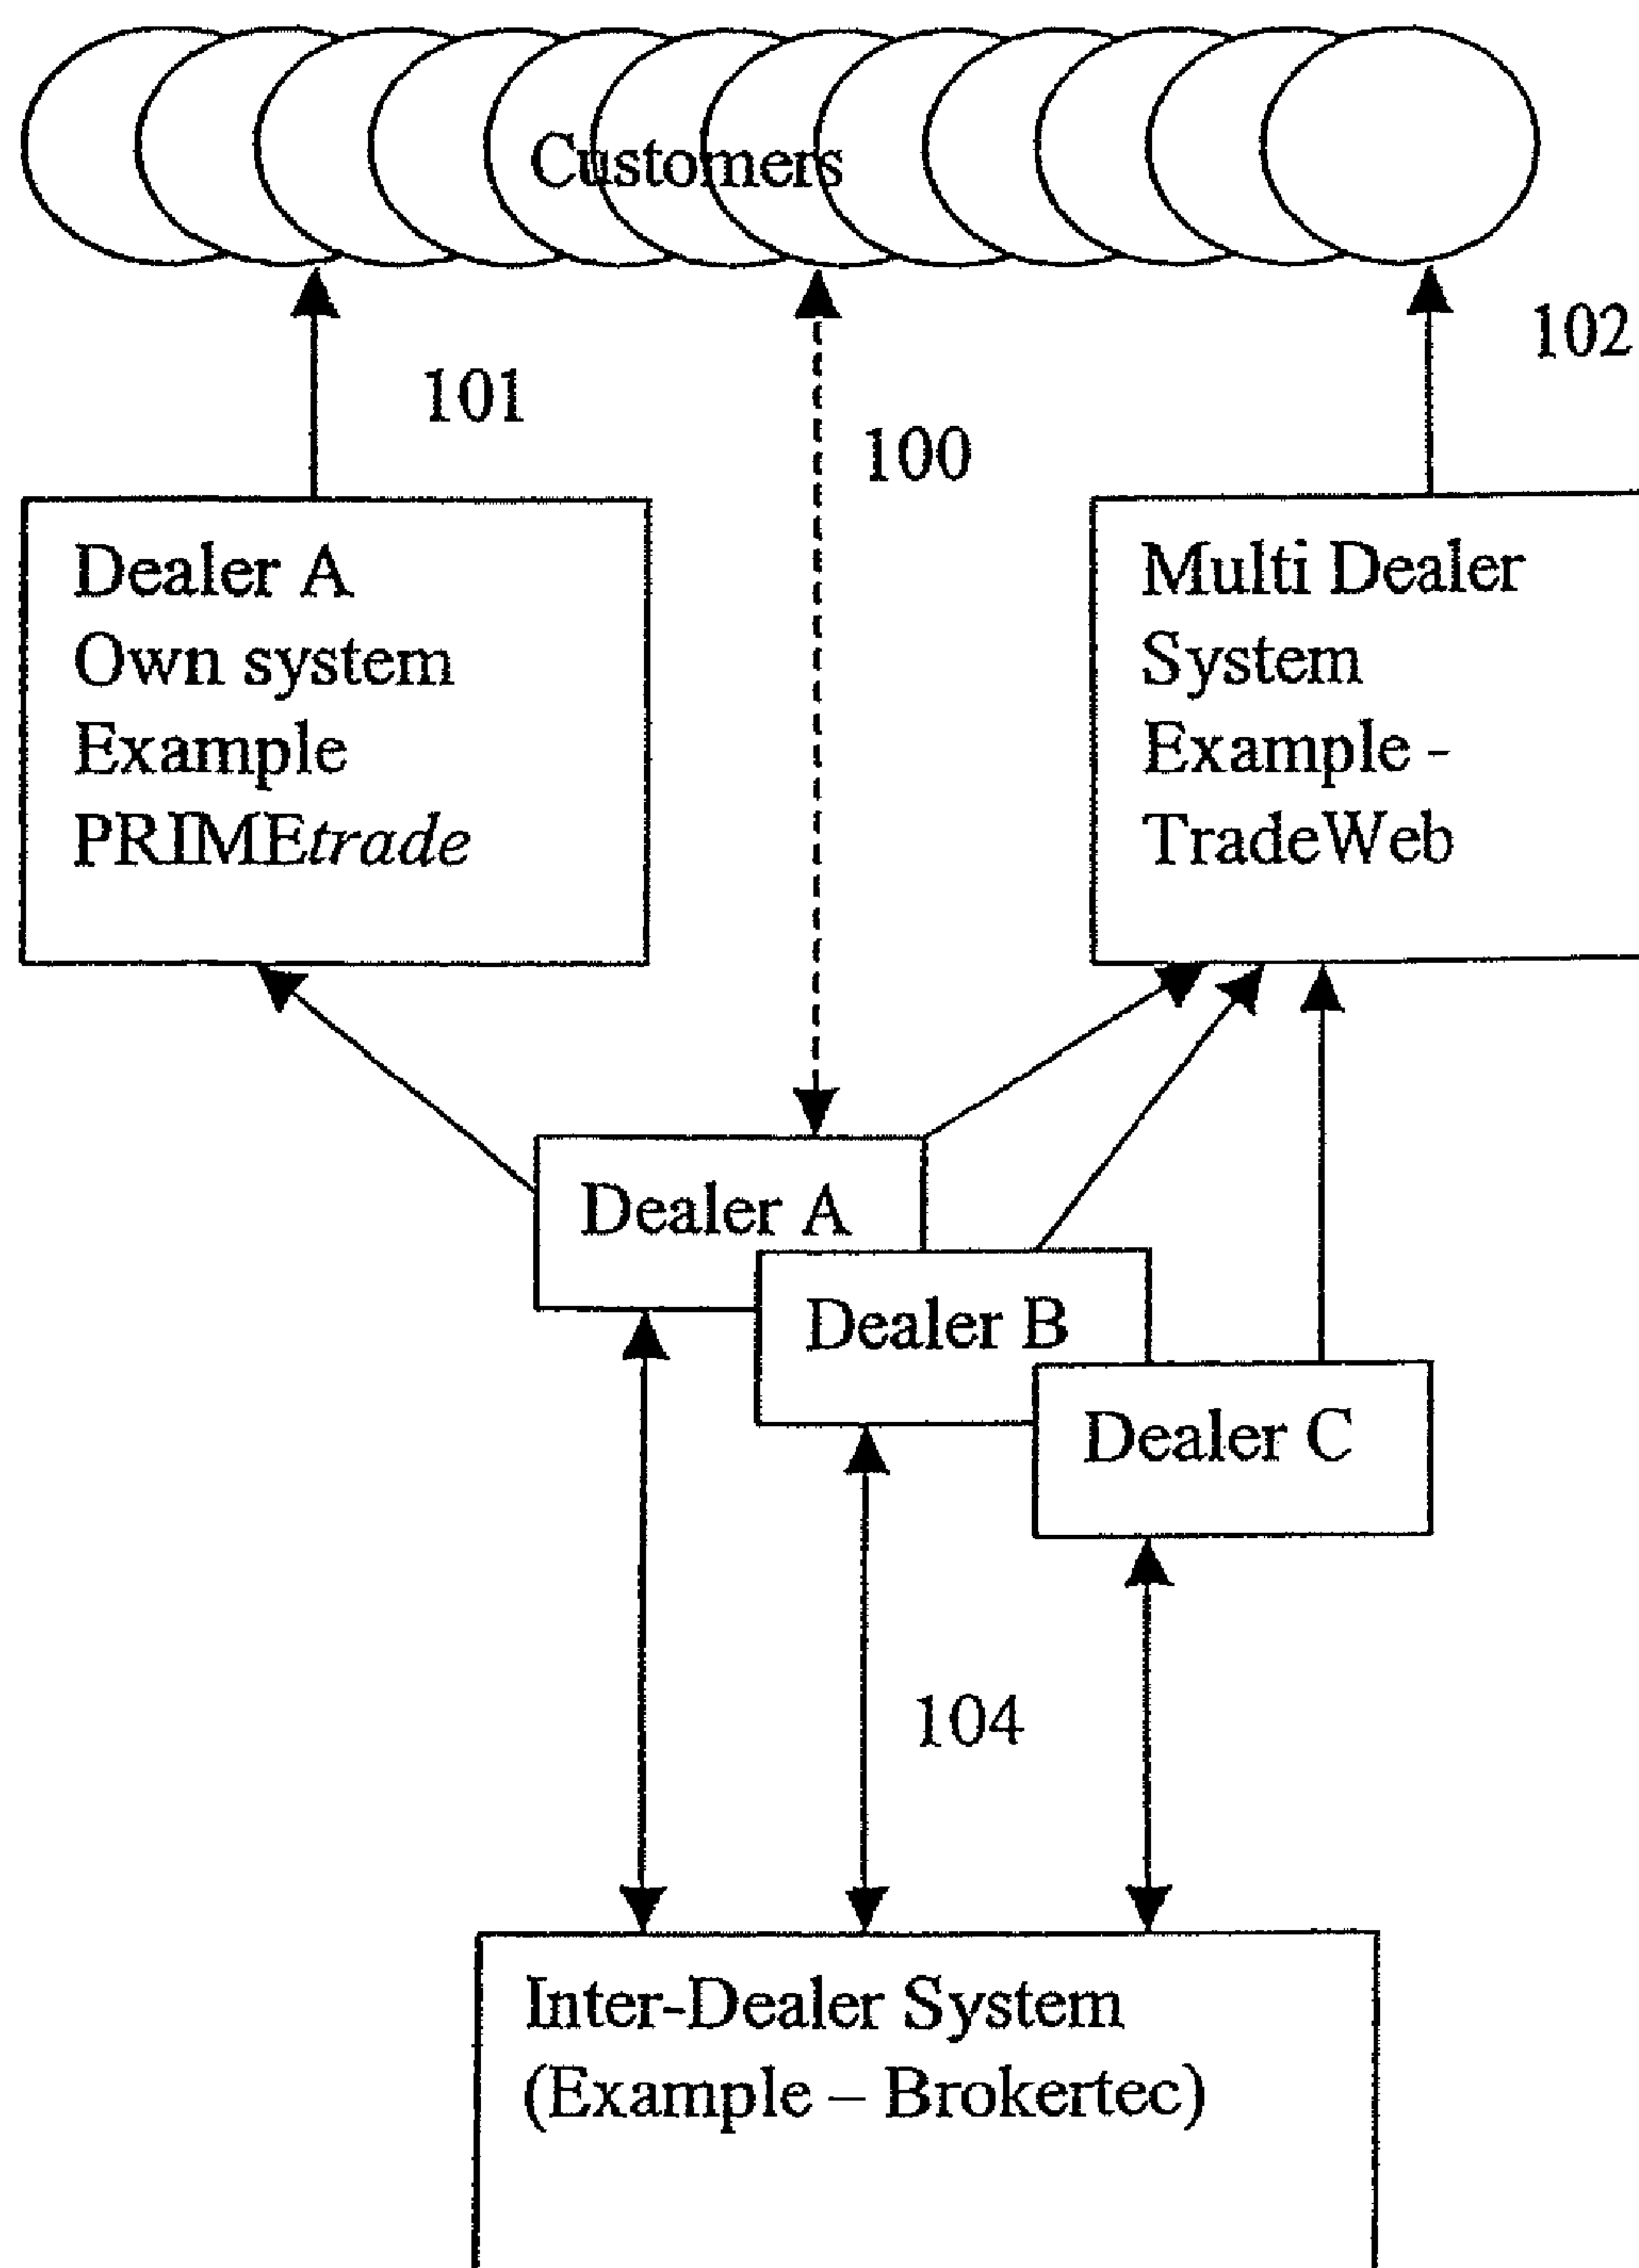 Customers
102
101
100
Dealer A
Own system
Example
PRIMEtrade
Multi Dealer
System
Example -
TradeWeb
Dealer A
Dealer B
Dealer C
104
Inter-Dealer System
(Example – Brokertec)